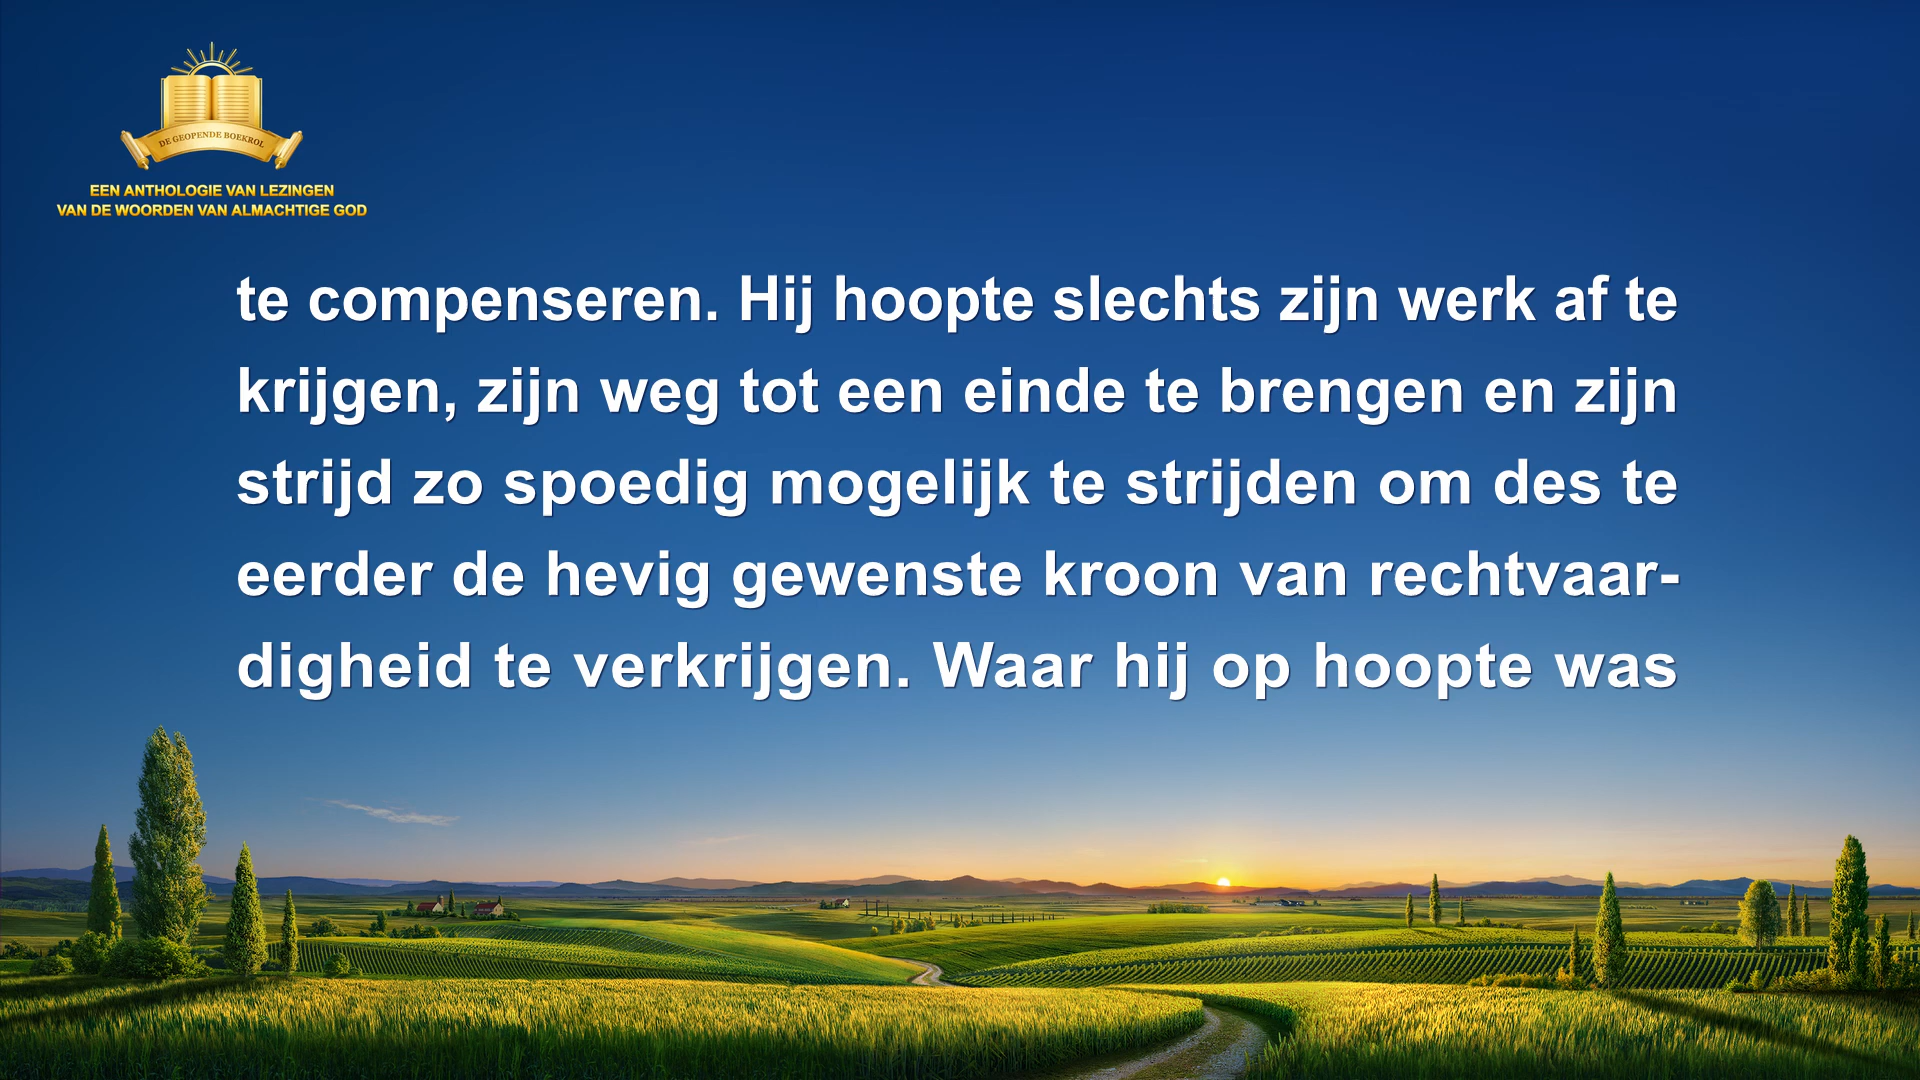 DE GEOPENDE BOEKROL
EEN ANTHOLOGIE VAN LEZINGEN
VAN DE WOORDEN VAN ALMACHTIGE GOD
te compenseren. Hij hoopte slechts zijn werk af te
krijgen, zijn weg tot een einde te brengen en zijn
strijd zo spoedig mogelijk te strijden om des te
eerder de hevig gewenste kroon van rechtvaar-
digheid te verkrijgen. Waar hij op hoopte was